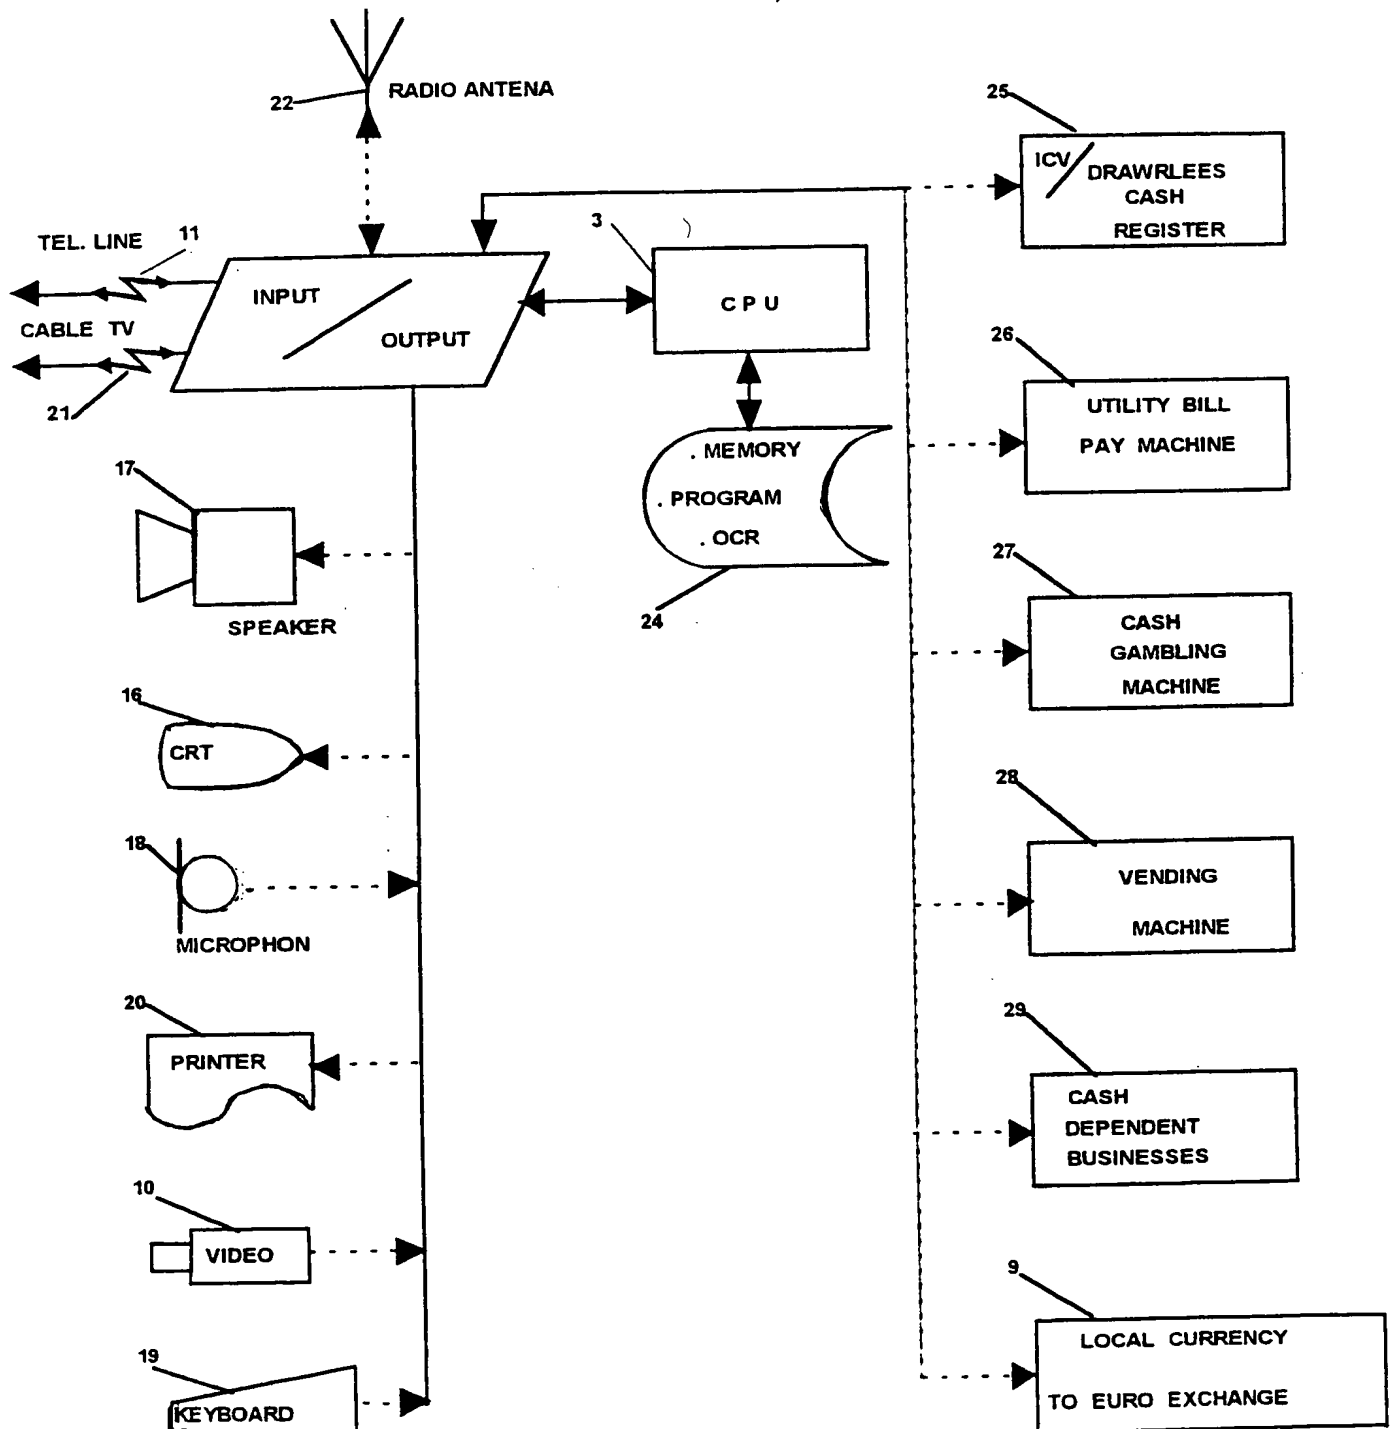 22
RADIO ANTENA
25
ICV
DRAWRLEES
CASH
REGISTER
TEL. LINE
11
3
INPUT
OUTPUT
C P U
CABLE TV
21
26
UTILITY BILL
PAY MACHINE
. MEMORY
. PROGRAM
. OCR
24
17
SPEAKER
27
CASH
GAMBLING
MACHINE
16
CRT
28
VENDING
MACHINE
18
MICROPHON
20
PRINTER
29
CASH
DEPENDENT
BUSINESSES
10
VIDEO
9
LOCAL CURRENCY
TO EURO EXCHANGE
19
KEYBOARD